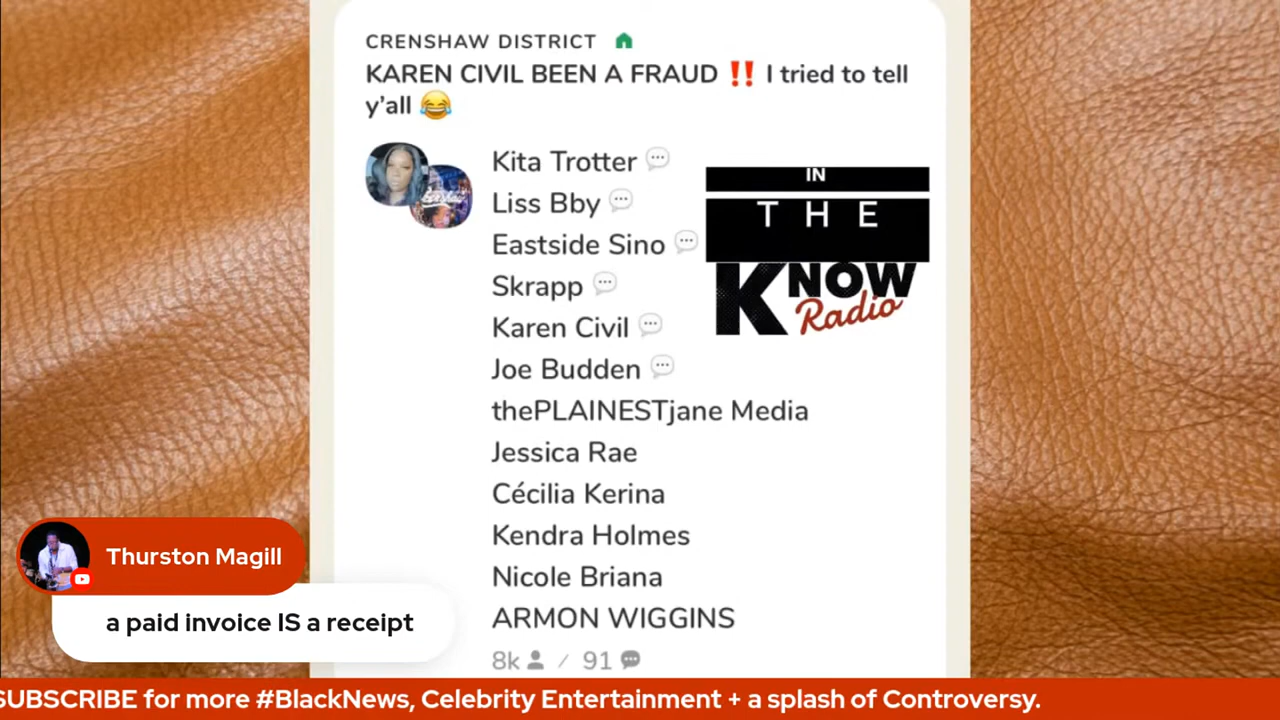 CRENSHAW DISTRICT
KAREN CIVIL BEEN A FRAUD ‼️ I tried to tell
y'all 😂
Kita Trotter
Liss Bby
Eastside Sino
Skrapp
Karen Civil
Joe Budden
thePLAINESTjane Media
Jessica Rae
Cécilia Kerina
Kendra Holmes
Nicole Briana
ARMON WIGGINS
8k / 91
IN
THE
KNOW
Radio
Thurston Magill
a paid invoice IS a receipt
SUBSCRIBE for more #BlackNews, Celebrity Entertainment + a splash of Controversy.